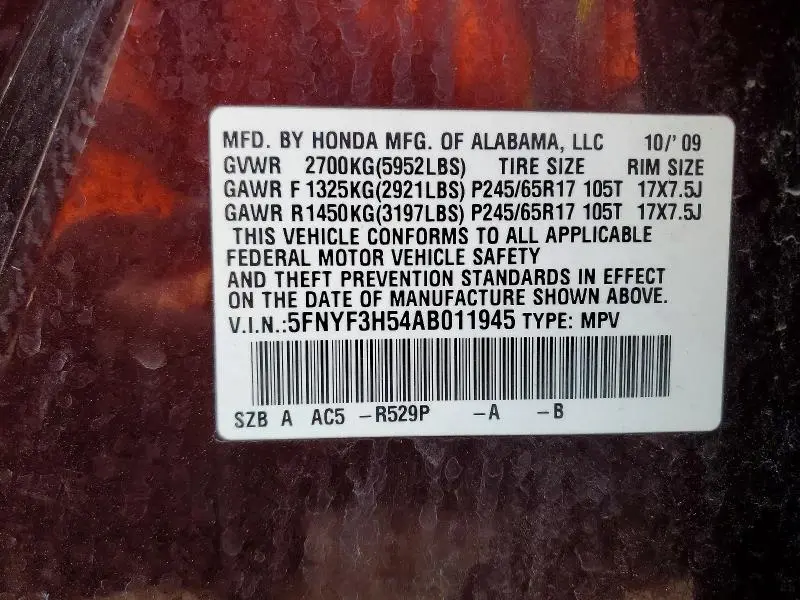 MFD. BY HONDA MFG. OF ALABAMA, LLC 10/'09
GVWR 2700KG(5952LBS) TIRE SIZE RIM SIZE
GAWR F 1325KG(2921LBS) P245/65R17 105T 17X7.5J
GAWR R1450KG(3197LBS) P245/65R17 105T 17X7.5J
THIS VEHICLE CONFORMS TO ALL APPLICABLE
FEDERAL MOTOR VEHICLE SAFETY
AND THEFT PREVENTION STANDARDS IN EFFECT
ON THE DATE OF MANUFACTURE SHOWN ABOVE.
V.I.N.:5FNYF3H54AB011945 TYPE: MPV
SZB A AC5 -R529P -A -B